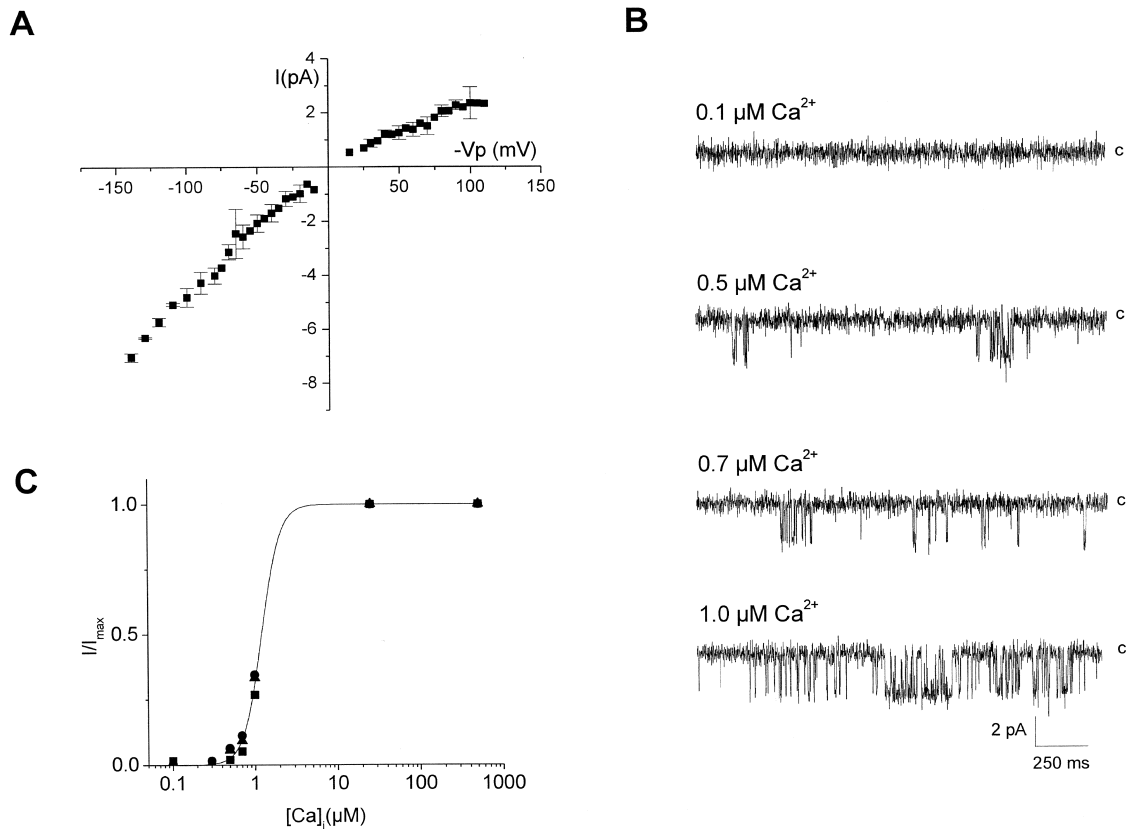 A
I(pA)
4
2
-Vp (mV)
-150
-100
-50
50
100
150
-2
-4
-6
-8
B
0.1 µM Ca2+
c
0.5 µM Ca2+
c
0.7 µM Ca2+
c
1.0 µM Ca2+
c
2 pA
250 ms
C
I/Imax
1.0
0.5
0.0
0.1
1
10
100
1000
[Ca]i(µM)